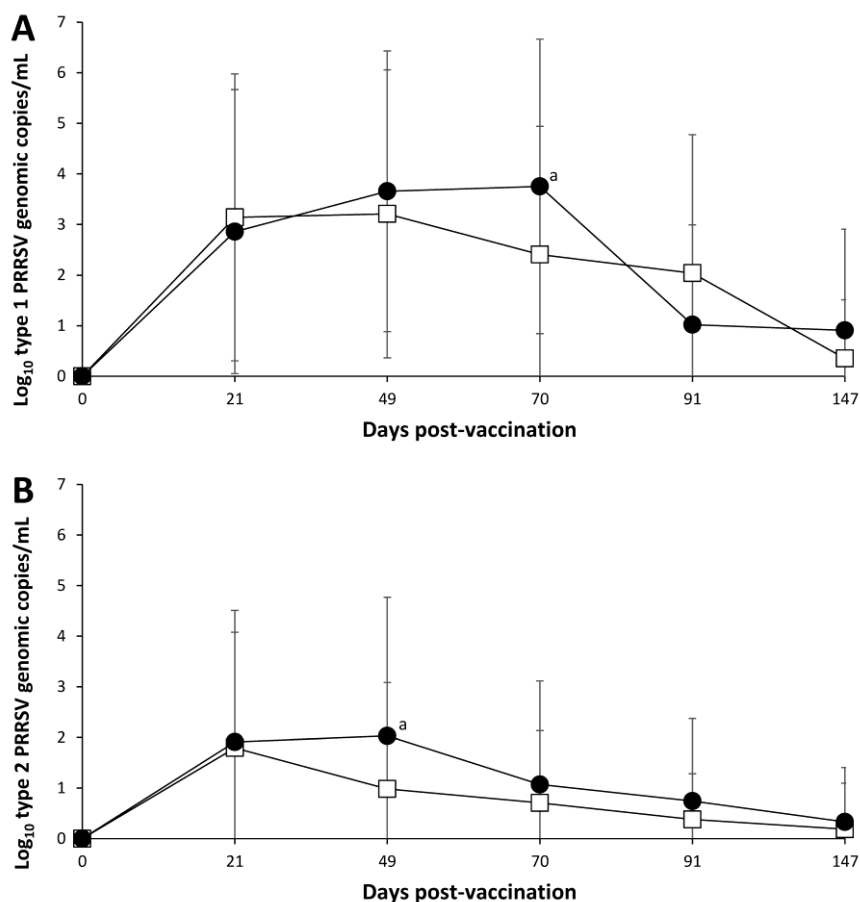 A
Log₁₀ type 1 PRRSV genomic copies/mL
7
6
5
4
3
2
1
0
a
0 21 49 70 91 147
Days post-vaccination
B
Log₁₀ type 2 PRRSV genomic copies/mL
7
6
5
4
3
2
1
0
a
0 21 49 70 91 147
Days post-vaccination